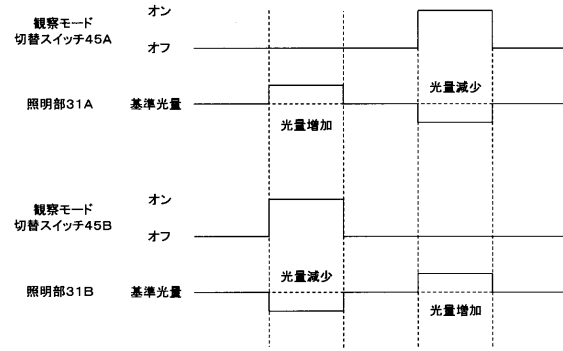 オン
観察モード
切替スイッチ45A
オフ
光量減少
照明部31A
基準光量
光量増加
オン
観察モード
切替スイッチ45B
オフ
光量減少
照明部31B
基準光量
光量増加